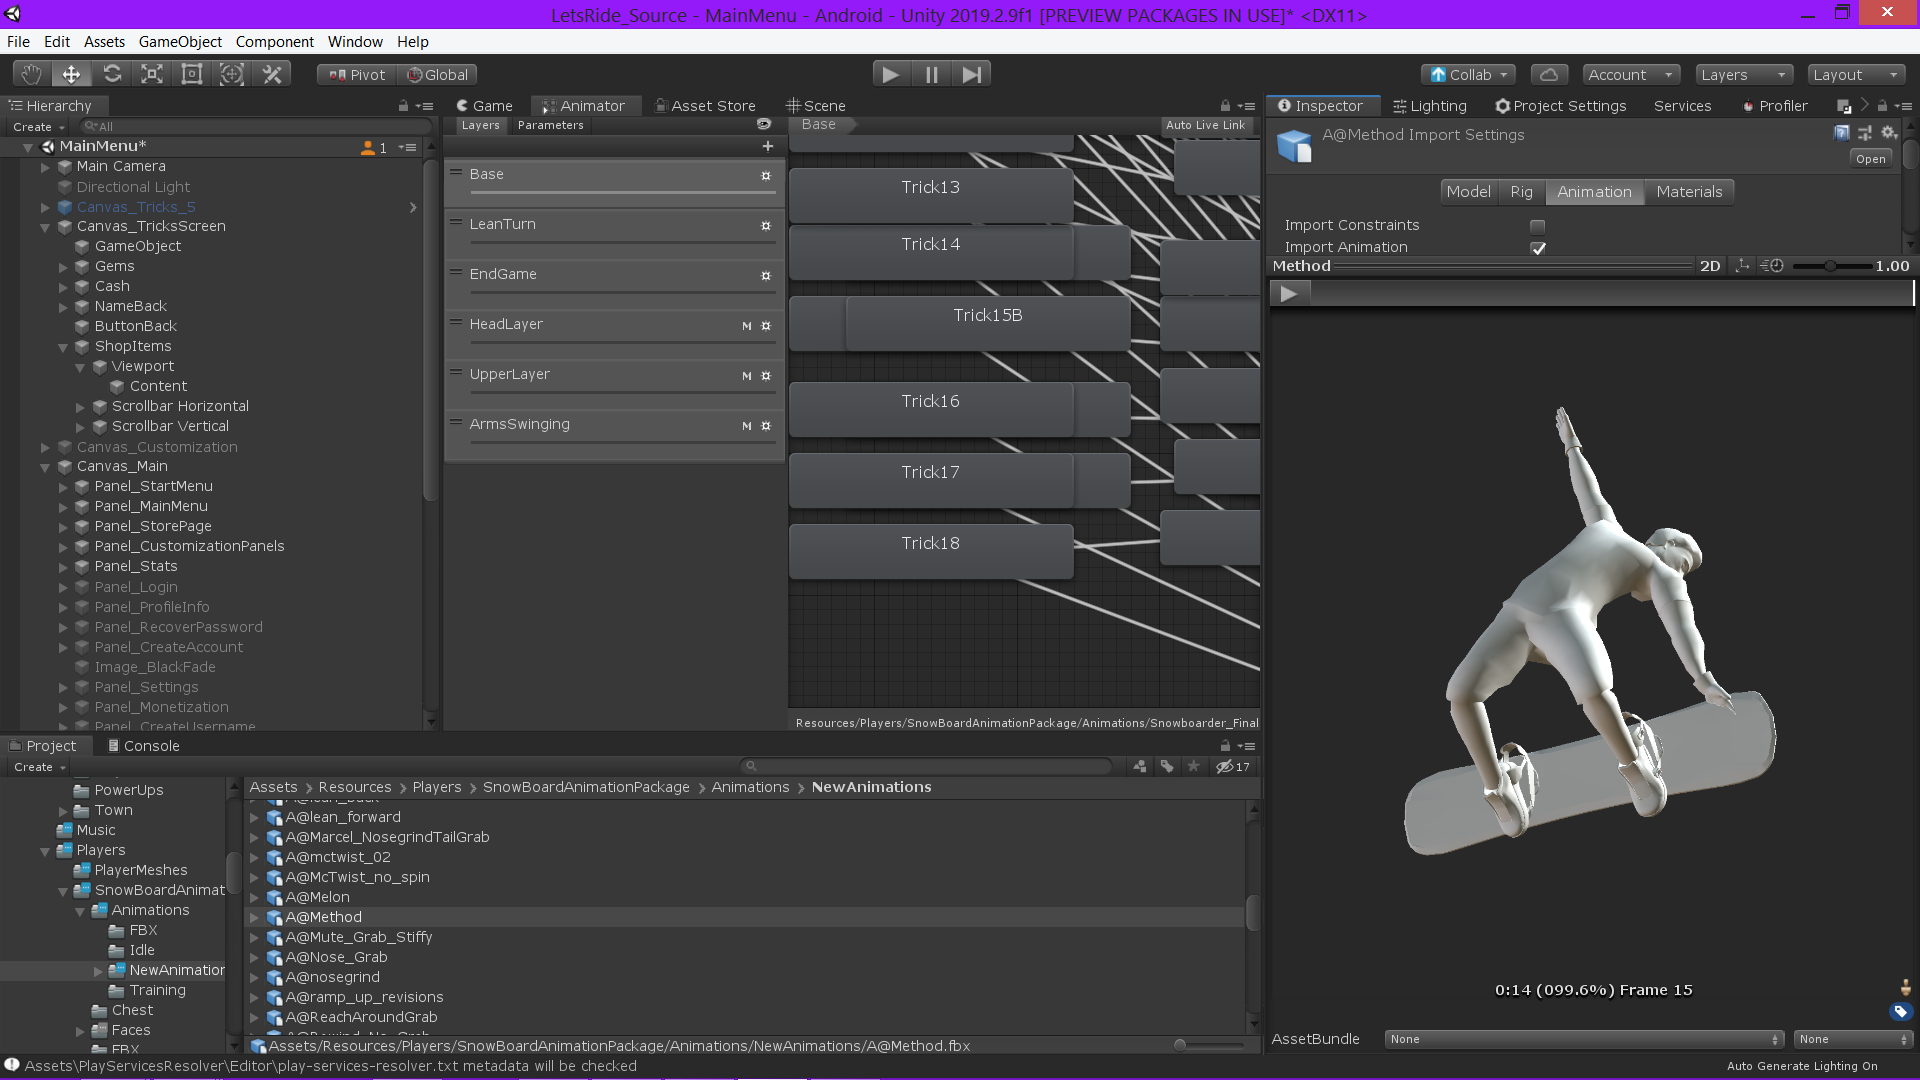 LetsRide_Source - MainMenu - Android - Unity 2019.2.9f1 [PREVIEW PACKAGES IN USE]* <DX11>
File Edit Assets GameObject Component Window Help
Pivot Global Collab Account Layers Layout
Hierarchy
Create All
MainMenu* 1
Main Camera
Directional Light
Canvas_Tricks_5
Canvas_TricksScreen
GameObject
Gems
Cash
NameBack
ButtonBack
ShopItems
Viewport
Content
Scrollbar Horizontal
Scrollbar Vertical
Canvas_Customization
Canvas_Main
Panel_StartMenu
Panel_MainMenu
Panel_StorePage
Panel_CustomizationPanels
Panel_Stats
Panel_Login
Panel_ProfileInfo
Panel_RecoverPassword
Panel_CreateAccount
Image_BlackFade
Panel_Settings
Panel_Monetization
Panel_CreateUsername
Game Animator Asset Store Scene
Layers Parameters Base Auto Live Link
Base
LeanTurn
EndGame
HeadLayer M
UpperLayer M
ArmsSwinging M
Trick13
Trick14
Trick15B
Trick16
Trick17
Trick18
Resources/Players/SnowBoardAnimationPackage/Animations/Snowboarder_Final
Inspector Lighting Project Settings Services Profiler
A@Method Import Settings
Open
Model Rig Animation Materials
Import Constraints
Import Animation
Method 2D 1.00
0:14 (099.6%) Frame 15
AssetBundle None None
Project Console
Create 17
PowerUps
Town
Music
Players
PlayerMeshes
SnowBoardAnimat
Animations
FBX
Idle
NewAnimation
Training
Chest
Faces
FBX
Assets > Resources > Players > SnowBoardAnimationPackage > Animations > NewAnimations
A@lean_back
A@lean_forward
A@Marcel_NosegrindTailGrab
A@mctwist_02
A@McTwist_no_spin
A@Melon
A@Method
A@Mute_Grab_Stiffy
A@Nose_Grab
A@nosegrind
A@ramp_up_revisions
A@ReachAroundGrab
A@Rewind_No_Grab
Assets/Resources/Players/SnowBoardAnimationPackage/Animations/NewAnimations/A@Method.fbx
Assets\PlayServicesResolver\Editor\play-services-resolver.txt metadata will be checked
Auto Generate Lighting On